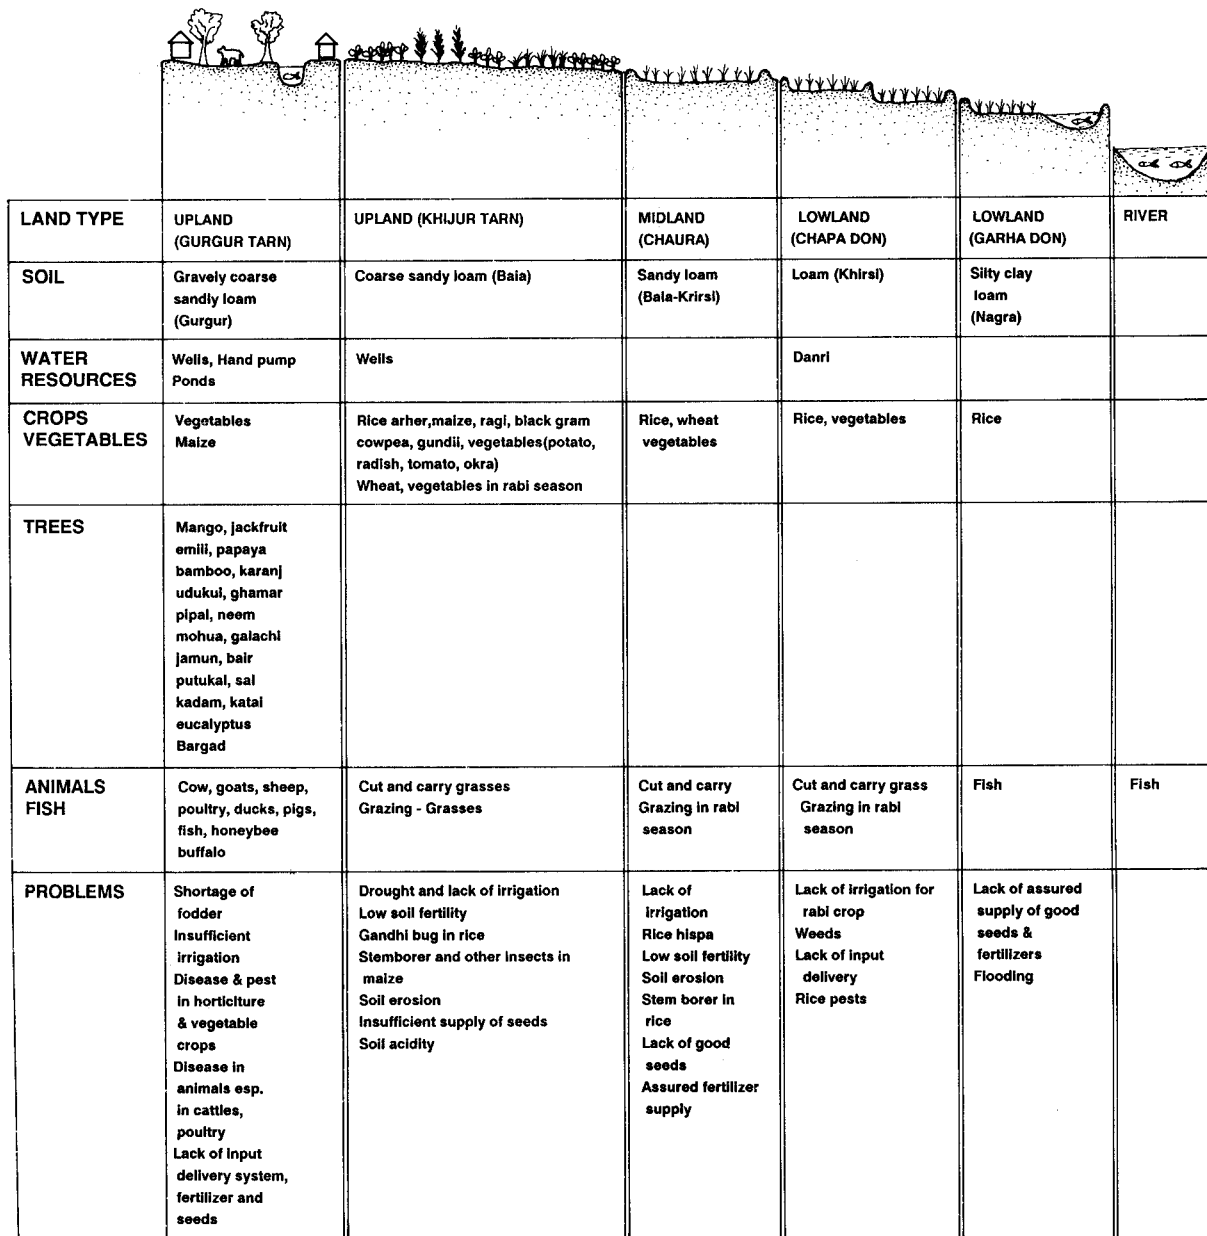 LAND TYPE
UPLAND
(GURGUR TARN)
UPLAND (KHIJUR TARN)
MIDLAND
(CHAURA)
LOWLAND
(CHAPA DON)
LOWLAND
(GARHA DON)
RIVER
SOIL
Gravely coarse
sandly loam
(Gurgur)
Coarse sandy loam (Baia)
Sandy loam
(Baia-Krirsi)
Loam (Khirsi)
Silty clay
loam
(Nagra)
WATER
RESOURCES
Wells, Hand pump
Ponds
Wells
Danri
CROPS
VEGETABLES
Vegetables
Maize
Rice arher,maize, ragi, black gram
cowpea, gundii, vegetables(potato,
radish, tomato, okra)
Wheat, vegetables in rabi season
Rice, wheat
vegetables
Rice, vegetables
Rice
TREES
Mango, jackfruit
emili, papaya
bamboo, karanj
udukui, ghamar
pipal, neem
mohua, galachi
jamun, bair
putukal, sal
kadam, katai
eucalyptus
Bargad
ANIMALS
FISH
Cow, goats, sheep,
poultry, ducks, pigs,
fish, honeybee
buffalo
Cut and carry grasses
Grazing - Grasses
Cut and carry
Grazing in rabi
season
Cut and carry grass
Grazing in rabi
season
Fish
Fish
PROBLEMS
Shortage of
fodder
Insufficient
irrigation
Disease & pest
in horticlture
& vegetable
crops
Disease in
animals esp.
in cattles,
poultry
Lack of input
delivery system,
fertilizer and
seeds
Drought and lack of irrigation
Low soil fertility
Gandhi bug in rice
Stemborer and other insects in
maize
Soil erosion
Insufficient supply of seeds
Soil acidity
Lack of
irrigation
Rice hispa
Low soil fertility
Soil erosion
Stem borer in
rice
Lack of good
seeds
Assured fertilizer
supply
Lack of irrigation for
rabi crop
Weeds
Lack of input
delivery
Rice pests
Lack of assured
supply of good
seeds &
fertilizers
Flooding